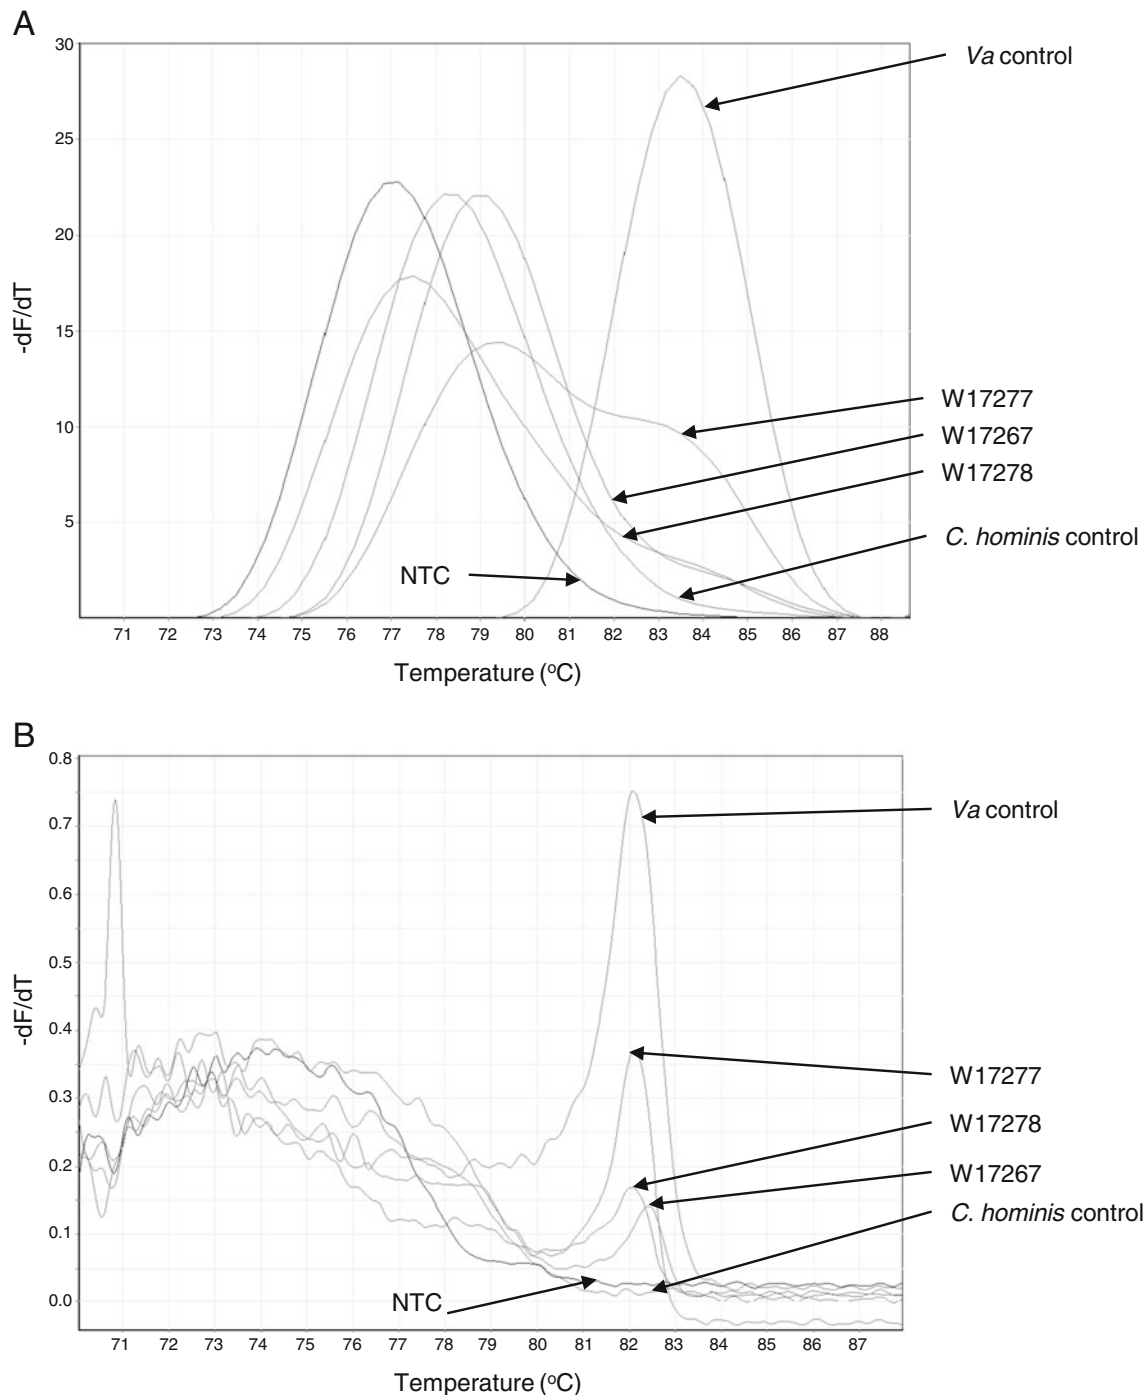 A
30
25
20
15
10
5
-dF/dT
Va control
W17277
W17267
W17278
C. hominis control
NTC
71 72 73 74 75 76 77 78 79 80 81 82 83 84 85 86 87 88
Temperature (ºC)
B
0.8
0.7
0.6
0.5
0.4
0.3
0.2
0.1
0.0
-dF/dT
Va control
W17277
W17278
W17267
C. hominis control
NTC
71 72 73 74 75 76 77 78 79 80 81 82 83 84 85 86 87
Temperature (ºC)